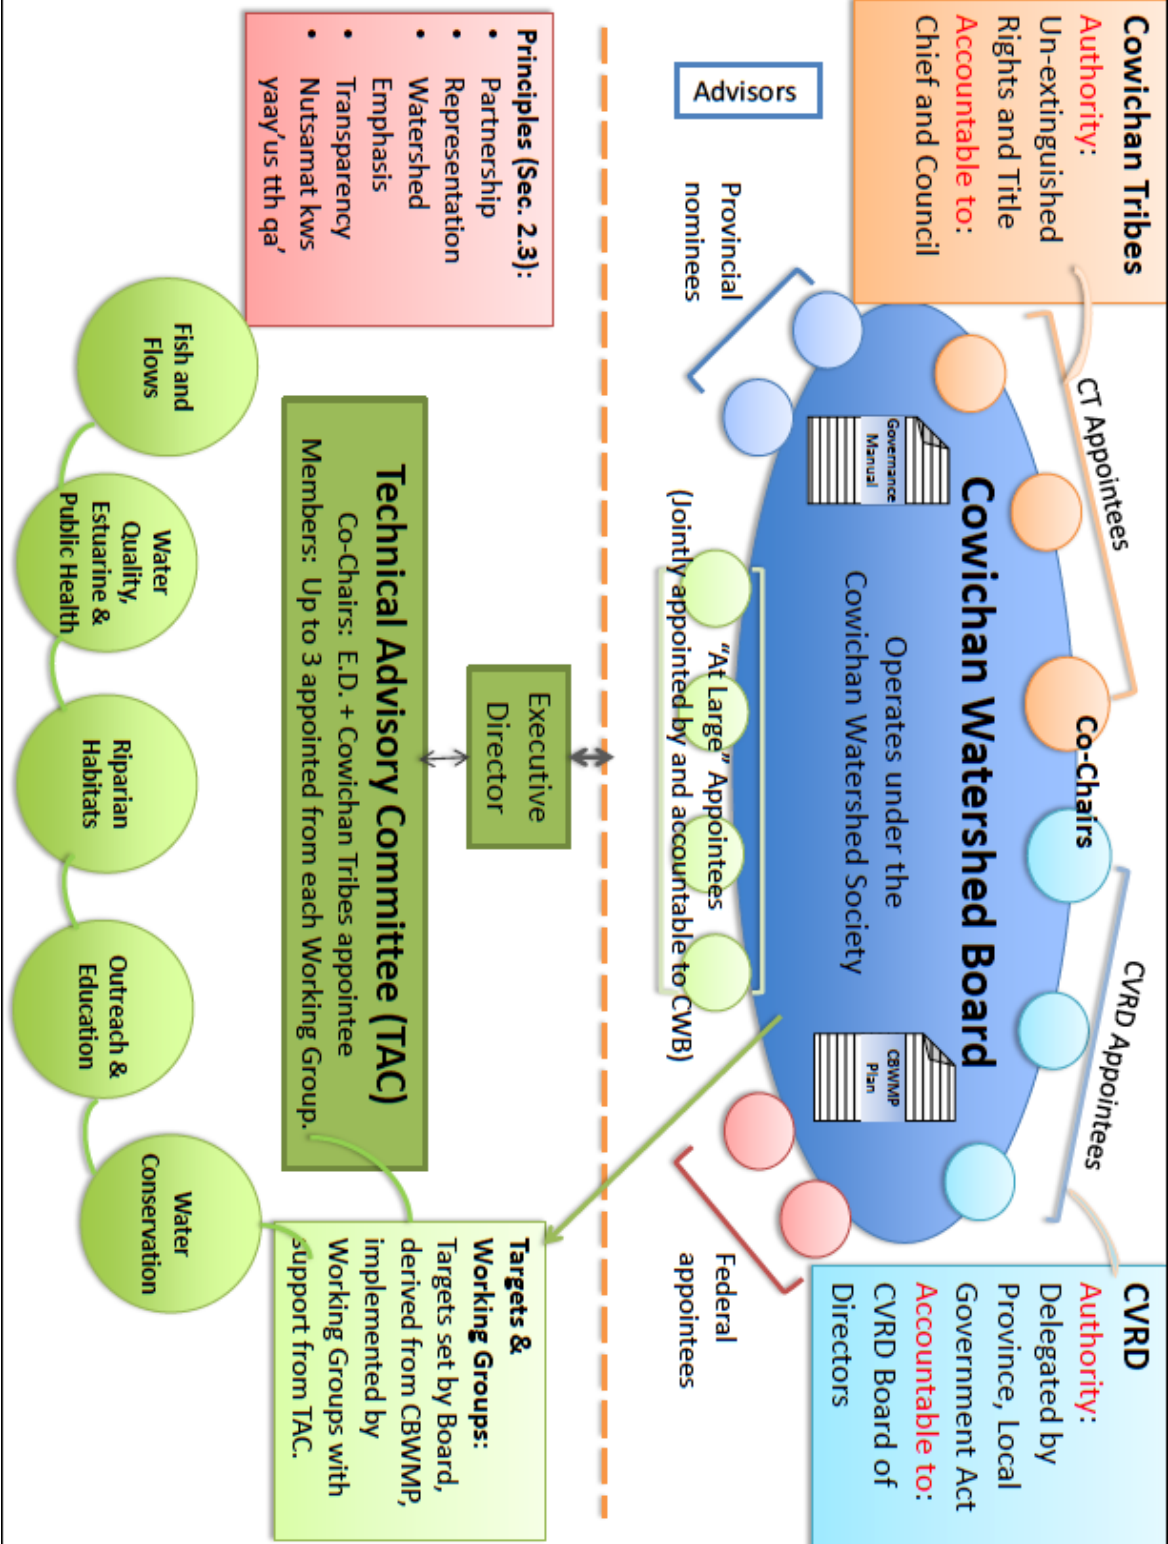 Cowichan Tribes
Authority:
Un-extinguished
Rights and Title
Accountable to:
Chief and Council
CT Appointees
Co-Chairs
CVRD Appointees
CVRD
Authority:
Delegated by
Province, Local
Government Act
Accountable to:
CVRD Board of
Directors
Cowichan Watershed Board
Operates under the
Cowichan Watershed Society
Governance
Manual
CBWMP
Plan
Advisors
Provincial
nominees
"At Large" Appointees
(Jointly appointed by and accountable to CWB)
Federal
appointees
Executive
Director
Principles (Sec. 2.3):
• Partnership
• Representation
• Watershed
Emphasis
• Transparency
• Nutsamat kws
yaay'us tth qa'
Technical Advisory Committee (TAC)
Co-Chairs: E.D. + Cowichan Tribes appointee
Members: Up to 3 appointed from each Working Group.
Targets &
Working Groups:
Targets set by Board,
derived from CBWMP,
implemented by
Working Groups with
support from TAC.
Fish and
Flows
Water
Quality,
Estuarine &
Public Health
Riparian
Habitats
Outreach &
Education
Water
Conservation